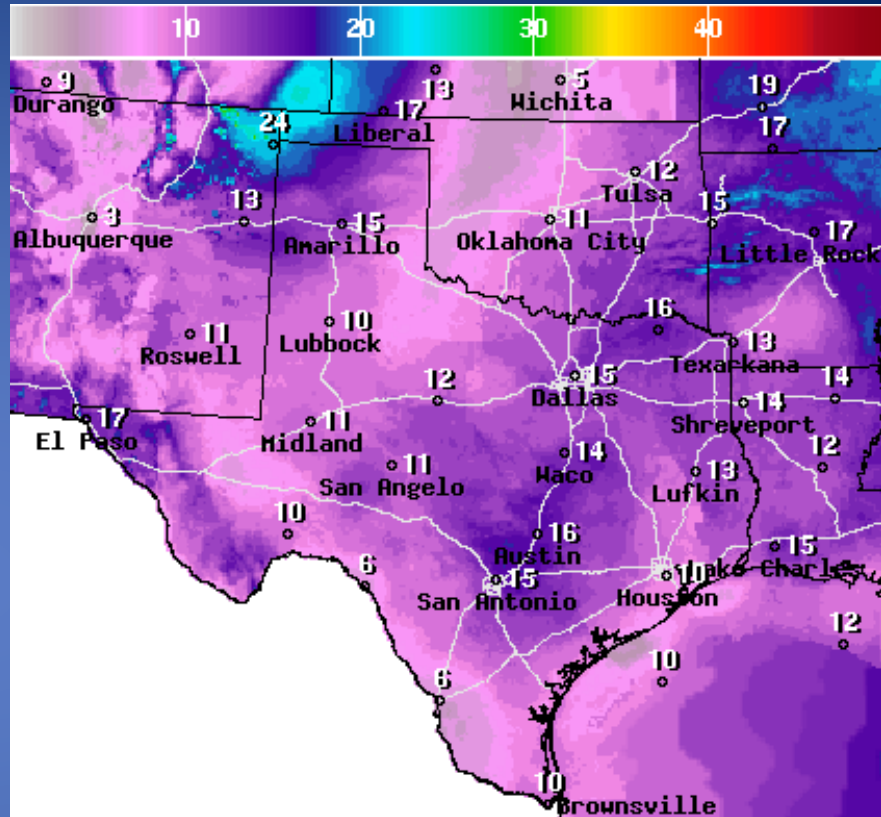 10 20 30 40
9 13 5 19
Durango Wichita
17
Liberal
24 17
12
Tulsa
3 13 15 11 15 17
Albuquerque Amarillo Oklahoma City Little Rock
11 10 16
Roswell Lubbock
13
Texarkana
15
Dallas
12 14 14
Shreveport
17 11
El Paso Midland
14
Waco
11 13 12
San Angelo Lufkin
10 16
Austin
15
6 15 10 Lake Charles
San Antonio Houston
12
6 10
10
Brownsville